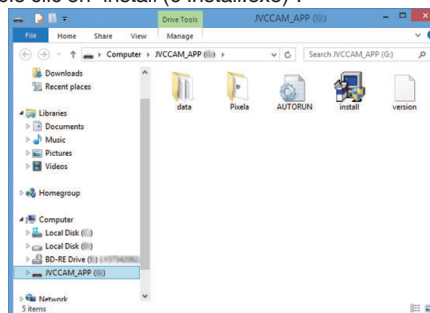 JVCCAM_APP
Drive Tools
File Home Share View Manage
Computer JVCCAM_APP
Search JVCCAM_APP (G:)
Downloads
Recent places
Libraries
Documents
Music
Pictures
Videos
Homegroup
Computer
Local Disk
Local Disk
BD-RE Drive
JVCCAM_APP
Network
data Pixela AUTORUN install version
5 items